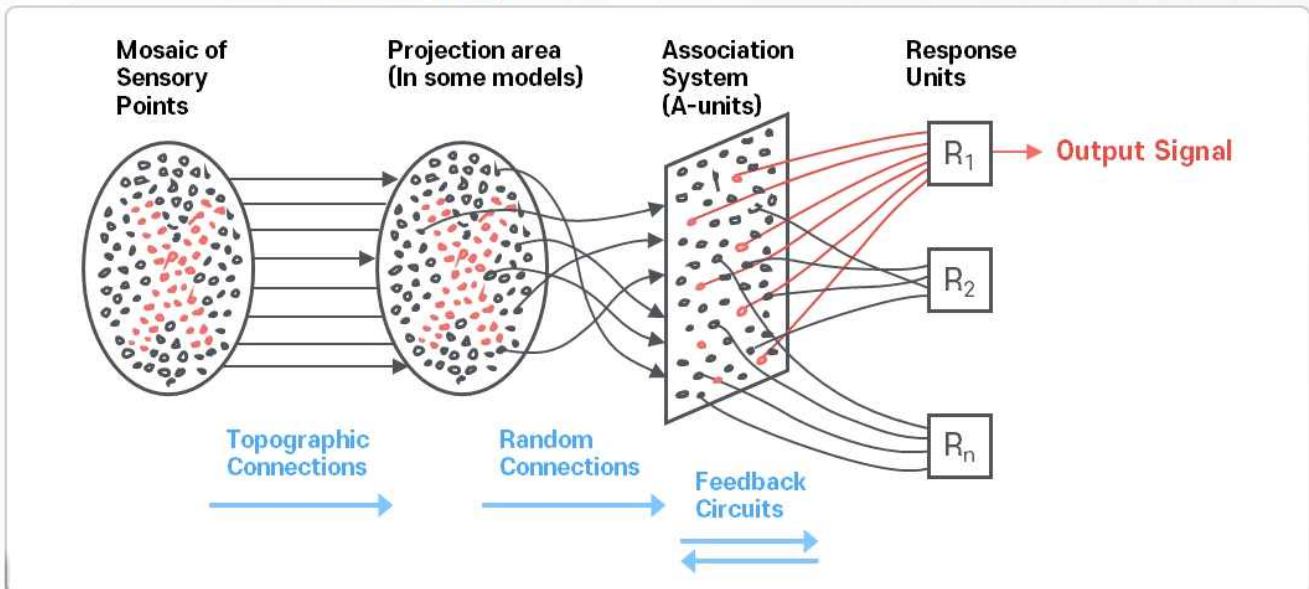 Mosaic of
Sensory
Points
Projection area
(In some models)
Association
System
(A-units)
Response
Units
R1
Output Signal
R2
Rn
Topographic
Connections
Random
Connections
Feedback
Circuits